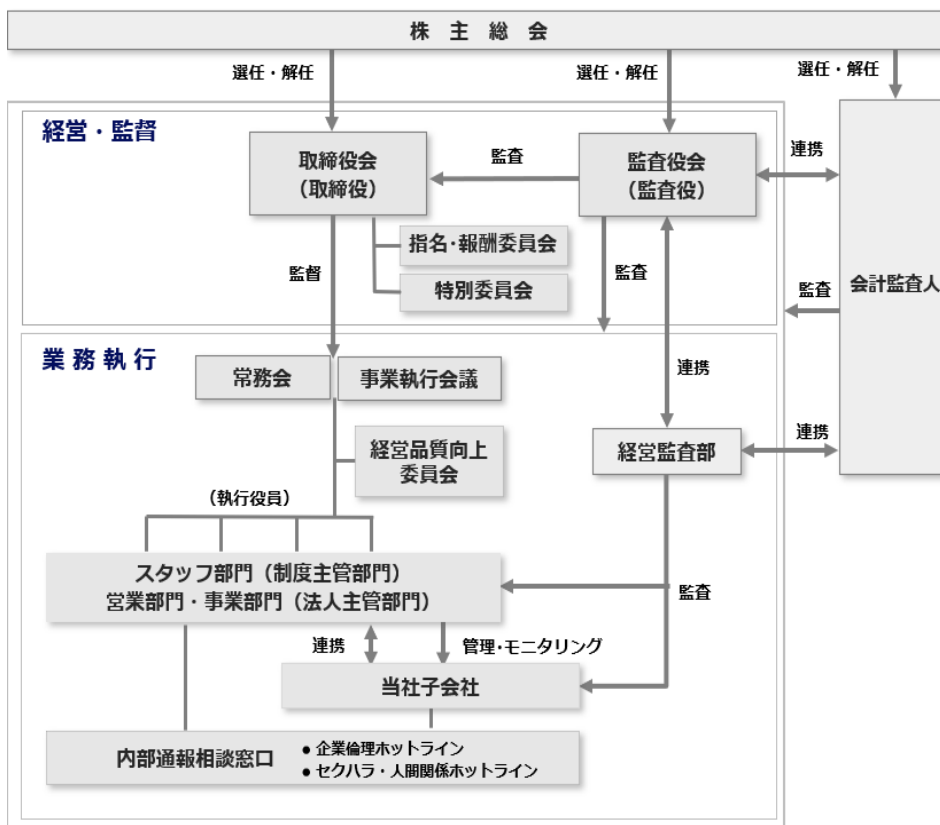 株 主 総 会
選任・解任
選任・解任
選任・解任
経営・監督
取締役会
（取締役）
監査
監査役会
（監査役）
連携
指名・報酬委員会
監督
監査
特別委員会
監査
会計監査人
業 務 執 行
常務会
事業執行会議
連携
経営品質向上
委員会
経営監査部
連携
（執行役員）
スタッフ部門（制度主管部門）
営業部門・事業部門（法人主管部門）
監査
連携
管理・モニタリング
当社子会社
内部通報相談窓口
● 企業倫理ホットライン
● セクハラ・人間関係ホットライン